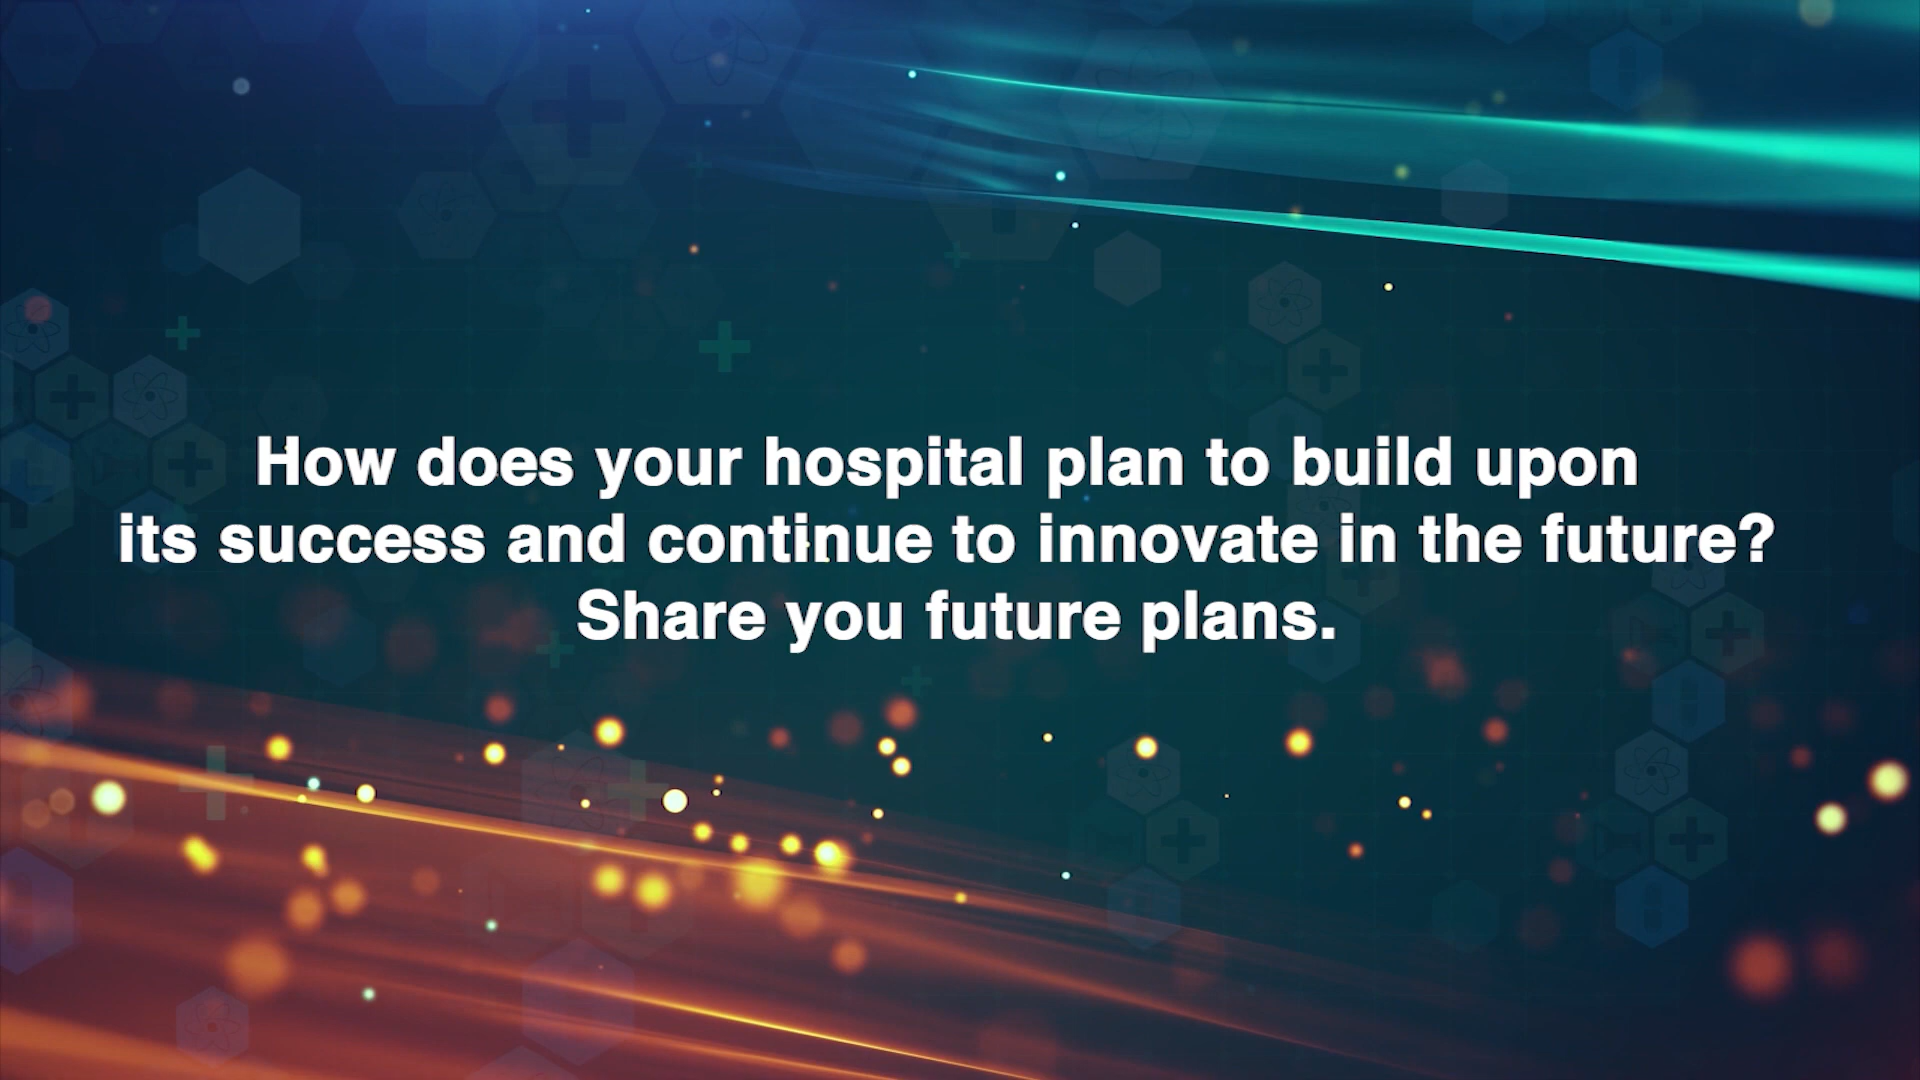 How does your hospital plan to build upon
its success and continue to innovate in the future?
Share you future plans.